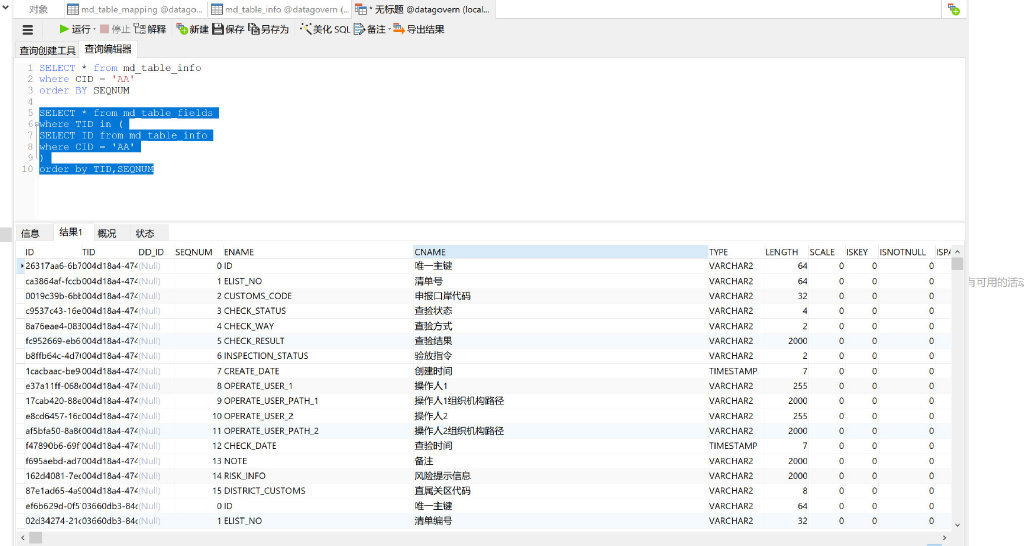 对象 md_table_mapping @datago... md_table_info @datagovern (... * 无标题 @datagovern (local...
运行 停止 解释 新建 保存 另存为 美化 SQL 备注 导出结果
查询创建工具 查询编辑器
1 SELECT * from md_table_info
2 where CID = 'AA'
3 order BY SEQNUM
4
5 SELECT * from md_table_fields
6 where TID in (
7 SELECT ID from md_table_info
8 where CID = 'AA'
9 )
10 order by TID,SEQNUM
信息 结果1 概况 状态
ID TID DD_ID SEQNUM ENAME CNAME TYPE LENGTH SCALE ISKEY ISNOTNULL ISPA
26317aa6-6b7 004d18a4-474 (Null) 0 ID 唯一主键 VARCHAR2 64 0 0 0
ca3864af-fccb 004d18a4-474 (Null) 1 ELIST_NO 清单号 VARCHAR2 64 0 0 0
0019c39b-6bb 004d18a4-474 (Null) 2 CUSTOMS_CODE 申报口岸代码 VARCHAR2 32 0 0 0
c9537c43-16e 004d18a4-474 (Null) 3 CHECK_STATUS 查验状态 VARCHAR2 4 0 0 0
8a76eae4-083 004d18a4-474 (Null) 4 CHECK_WAY 查验方式 VARCHAR2 2 0 0 0
fc952669-eb6 004d18a4-474 (Null) 5 CHECK_RESULT 查验结果 VARCHAR2 2000 0 0 0
b8ffb64c-4d7 004d18a4-474 (Null) 6 INSPECTION_STATUS 验放指令 VARCHAR2 2 0 0 0
1cacbaac-be9 004d18a4-474 (Null) 7 CREATE_DATE 创建时间 TIMESTAMP 7 0 0 0
e37a11ff-068 004d18a4-474 (Null) 8 OPERATE_USER_1 操作人1 VARCHAR2 255 0 0 0
17cab420-88e 004d18a4-474 (Null) 9 OPERATE_USER_PATH_1 操作人1组织机构路径 VARCHAR2 2000 0 0 0
e8cd6457-16c 004d18a4-474 (Null) 10 OPERATE_USER_2 操作人2 VARCHAR2 255 0 0 0
af5bfa50-8a8 004d18a4-474 (Null) 11 OPERATE_USER_PATH_2 操作人2组织机构路径 VARCHAR2 2000 0 0 0
f47890b6-69f 004d18a4-474 (Null) 12 CHECK_DATE 查验时间 TIMESTAMP 7 0 0 0
f695aebd-ad7 004d18a4-474 (Null) 13 NOTE 备注 VARCHAR2 2000 0 0 0
162d4081-7ec 004d18a4-474 (Null) 14 RISK_INFO 风险提示信息 VARCHAR2 2000 0 0 0
87e1ad65-4a9 004d18a4-474 (Null) 15 DISTRICT_CUSTOMS 直属关区代码 VARCHAR2 8 0 0 0
ef6b629d-0f5 03660db3-84c (Null) 0 ID 唯一主键 VARCHAR2 64 0 0 0
02d34274-21c 03660db3-84c (Null) 1 ELIST_NO 清单编号 VARCHAR2 32 0 0 0
有可用的活动